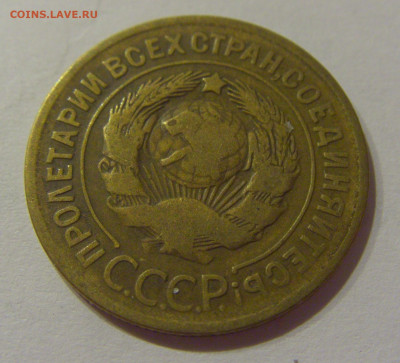 COINS.LAVE.RU
ПРОЛЕТАРИИ ВСЕХ СТРАН, СОЕДИНЯЙТЕСЬ!
С.С.С.Р.